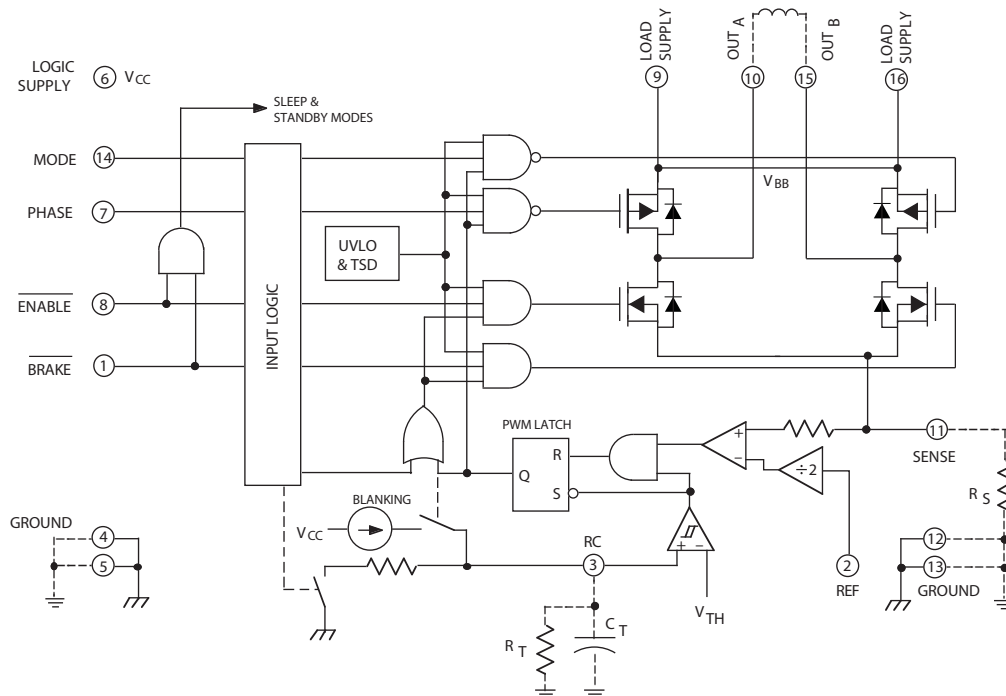 LOAD SUPPLY
9
OUT A
10
OUT B
15
LOAD SUPPLY
16
LOGIC SUPPLY
6
VCC
SLEEP & STANDBY MODES
MODE
14
PHASE
7
ENABLE
8
BRAKE
1
INPUT LOGIC
UVLO & TSD
VBB
PWM LATCH
R
Q
S
+
–
÷2
11
SENSE
RS
BLANKING
VCC
GROUND
4
5
RC
3
+ –
VTH
2
REF
12
13
GROUND
RT
CT